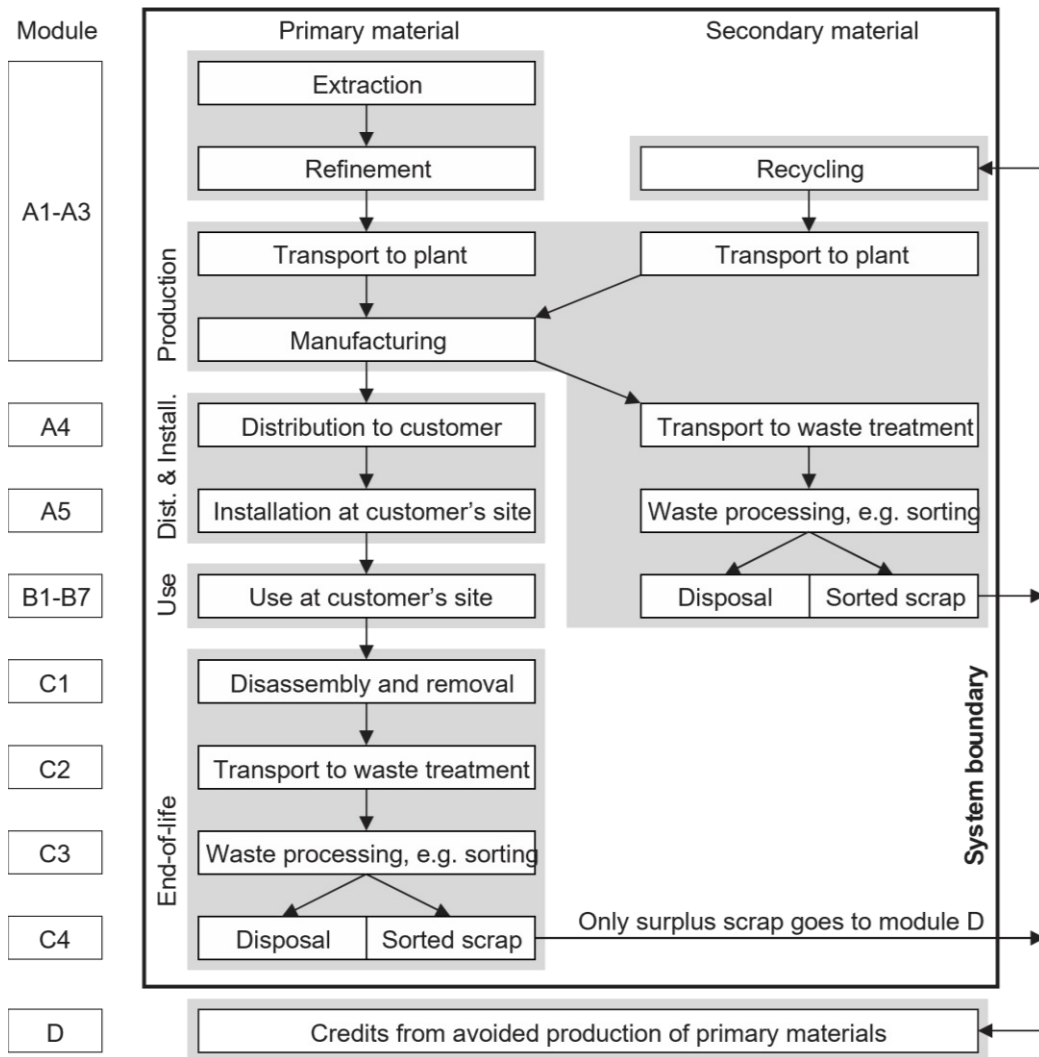 Module
Primary material
Secondary material
A1-A3
Production
Extraction
Refinement
Recycling
Transport to plant
Transport to plant
Manufacturing
A4
Dist. & Install.
Distribution to customer
Transport to waste treatment
A5
Installation at customer's site
Waste processing, e.g. sorting
B1-B7
Use
Use at customer's site
Disposal
Sorted scrap
C1
End-of-life
Disassembly and removal
System boundary
C2
Transport to waste treatment
C3
Waste processing, e.g. sorting
C4
Disposal
Sorted scrap
Only surplus scrap goes to module D
D
Credits from avoided production of primary materials